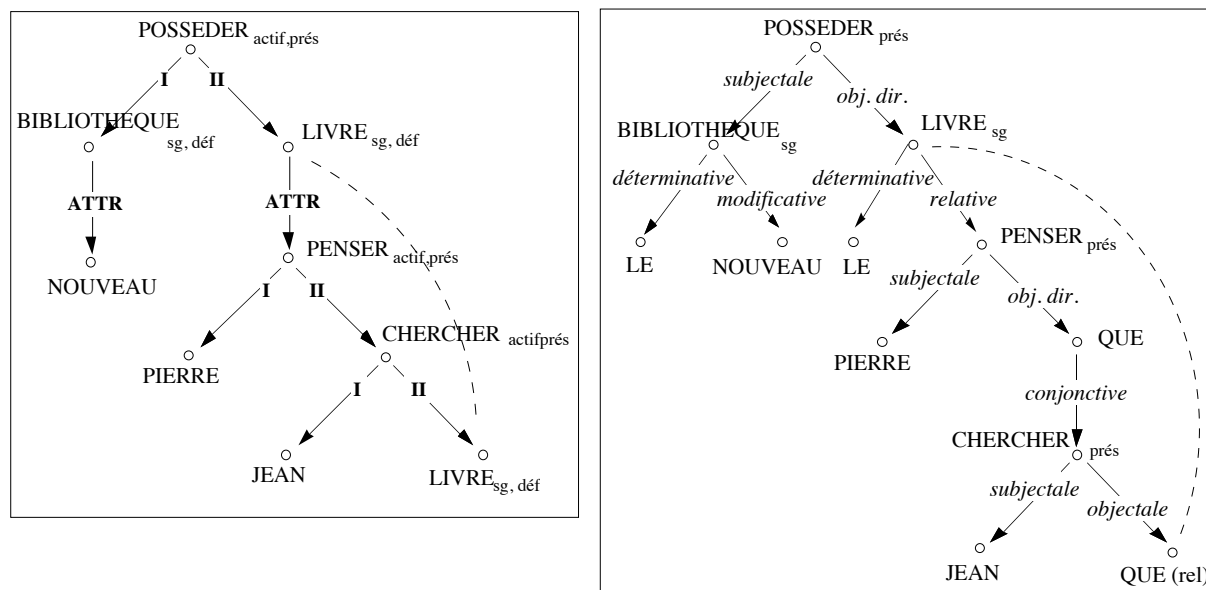 POSSEDER actif,prés
I II
BIBLIOTHEQUE sg, déf
LIVRE sg, déf
ATTR ATTR
NOUVEAU
PENSER actif,prés
I II
PIERRE
CHERCHER actifprés
I II
JEAN
LIVRE sg, déf
POSSEDER prés
subjectale obj. dir.
BIBLIOTHEQUE sg
LIVRE sg
déterminative modificative déterminative relative
LE NOUVEAU LE
PENSER prés
subjectale obj. dir.
PIERRE
QUE
conjonctive
CHERCHER prés
subjectale objectale
JEAN QUE (rel)